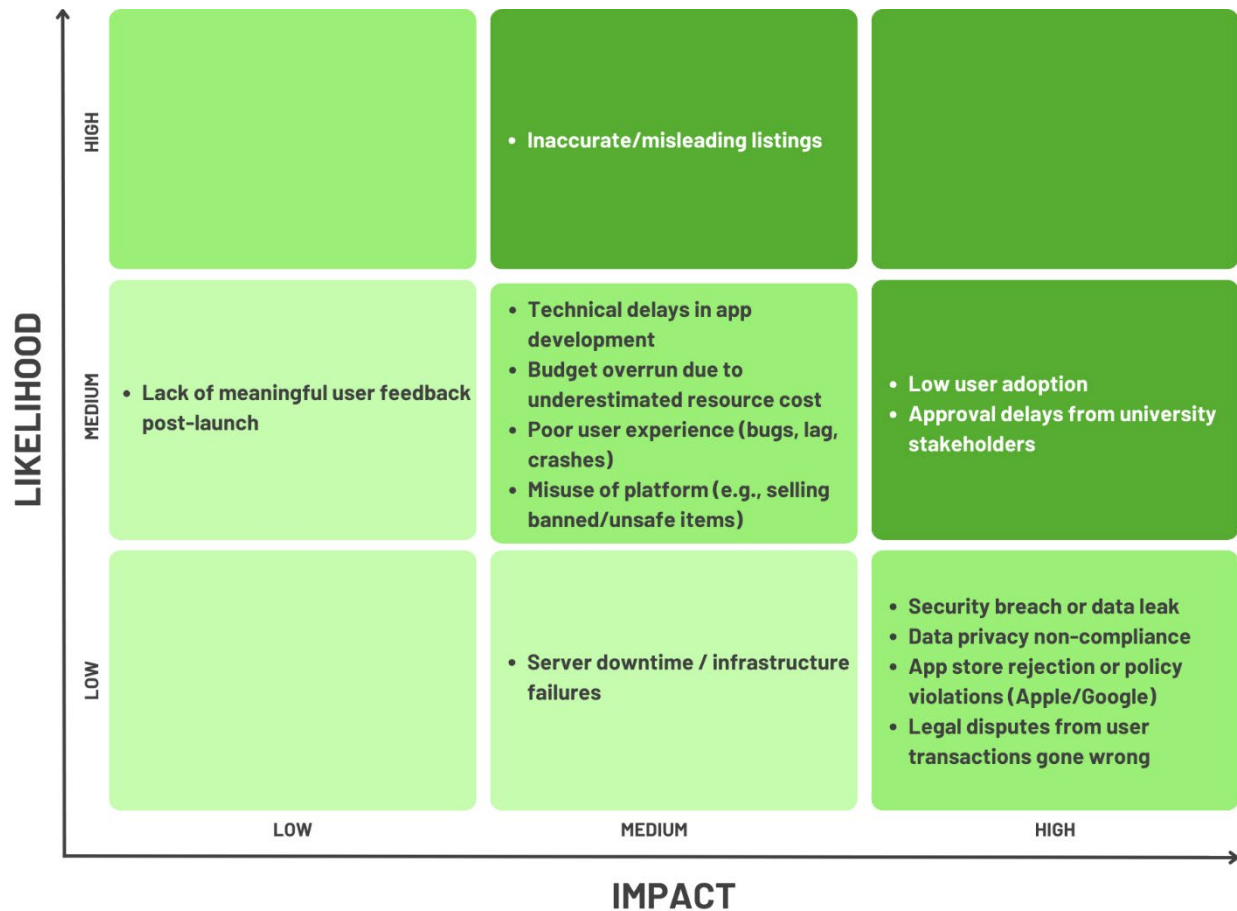 HIGH
• Inaccurate/misleading listings
LIKELIHOOD
MEDIUM
• Lack of meaningful user feedback
post-launch
• Technical delays in app
development
• Budget overrun due to
underestimated resource cost
• Poor user experience (bugs, lag,
crashes)
• Misuse of platform (e.g., selling
banned/unsafe items)
• Low user adoption
• Approval delays from university
stakeholders
LOW
• Server downtime / infrastructure
failures
• Security breach or data leak
• Data privacy non-compliance
• App store rejection or policy
violations (Apple/Google)
• Legal disputes from user
transactions gone wrong
LOW
MEDIUM
HIGH
IMPACT